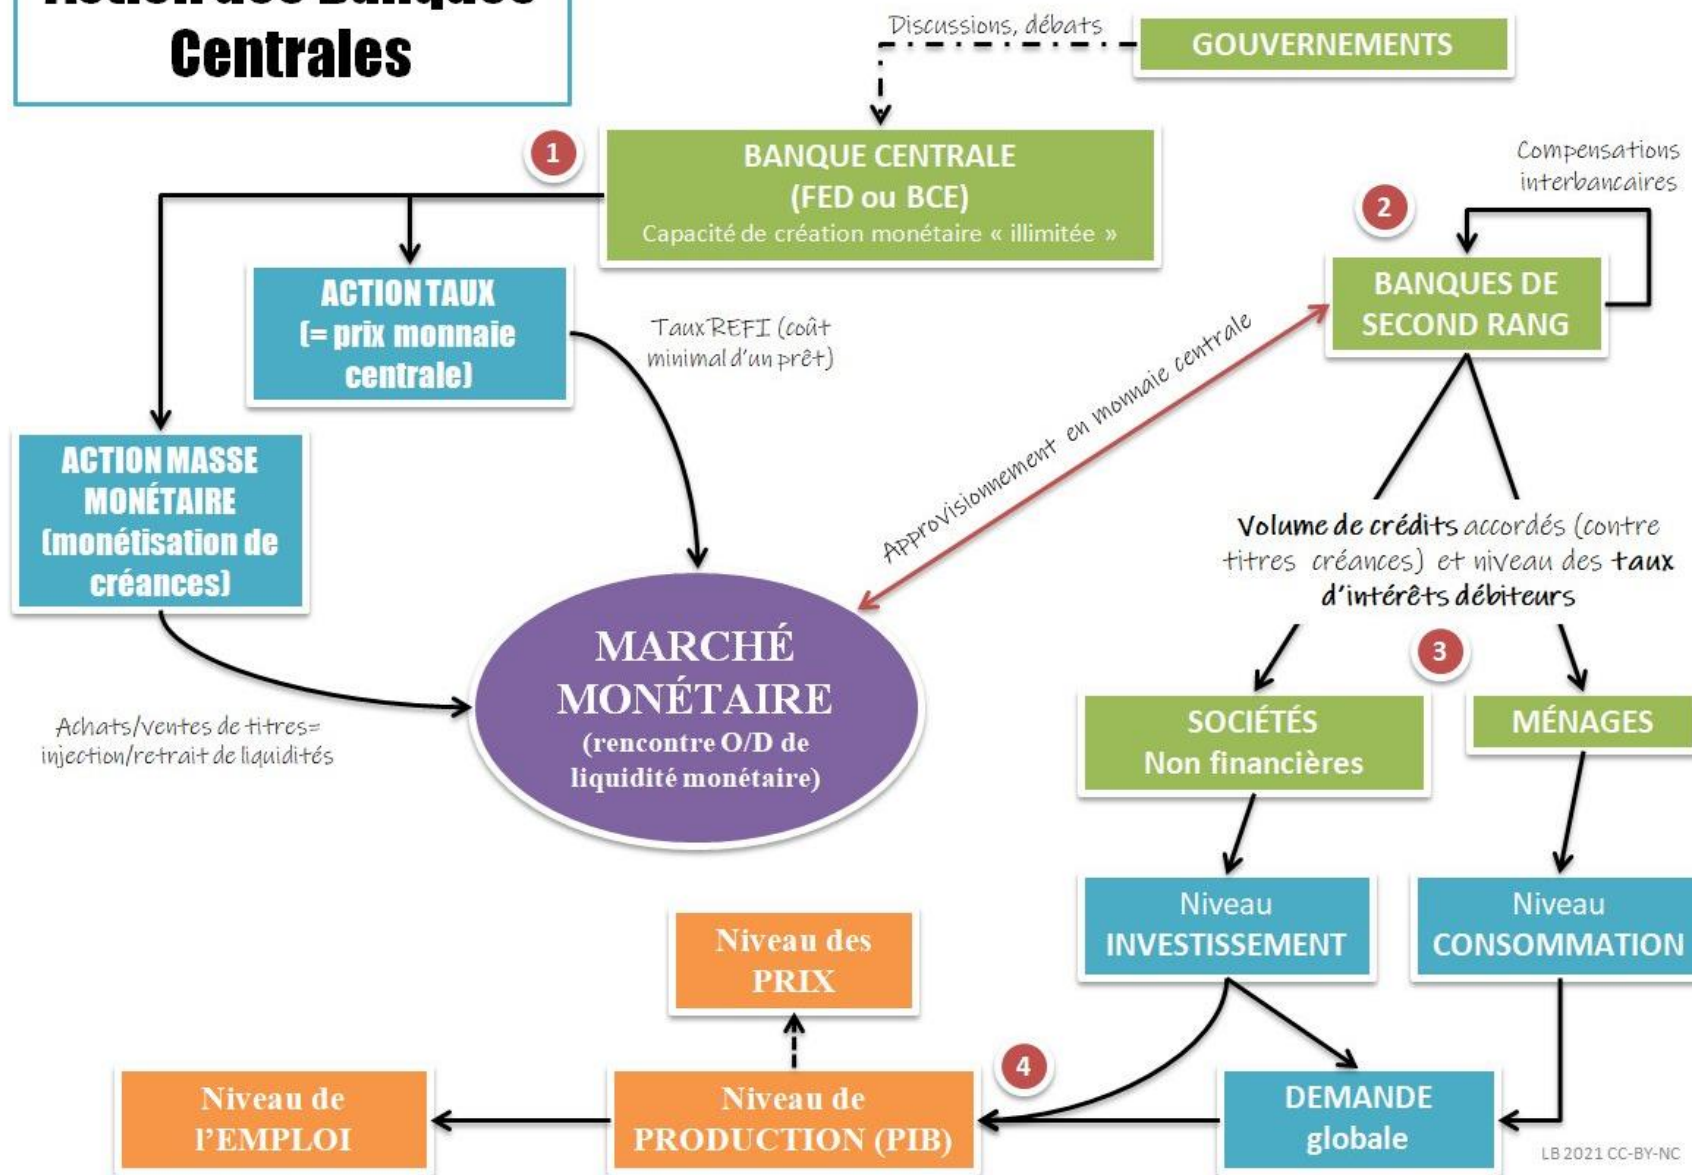 Action des Banques
Centrales
Discussions, débats
GOUVERNEMENTS
1
BANQUE CENTRALE
(FED ou BCE)
Capacité de création monétaire « illimitée »
Compensations
interbancaires
2
BANQUES DE
SECOND RANG
ACTION TAUX
(= prix monnaie
centrale)
Taux REFI (coût
minimal d'un prêt)
Approvisionnement en monnaie centrale
ACTION MASSE
MONÉTAIRE
(monétisation de
créances)
Volume de crédits accordés (contre
titres créances) et niveau des taux
d'intérêts débiteurs
3
MARCHÉ
MONÉTAIRE
(rencontre O/D de
liquidité monétaire)
Achats/ventes de titres=
injection/retrait de liquidités
SOCIÉTÉS
Non financières
MÉNAGES
Niveau
INVESTISSEMENT
Niveau
CONSOMMATION
Niveau des
PRIX
4
Niveau de
l'EMPLOI
Niveau de
PRODUCTION (PIB)
DEMANDE
globale
LB 2021 CC-BY-NC